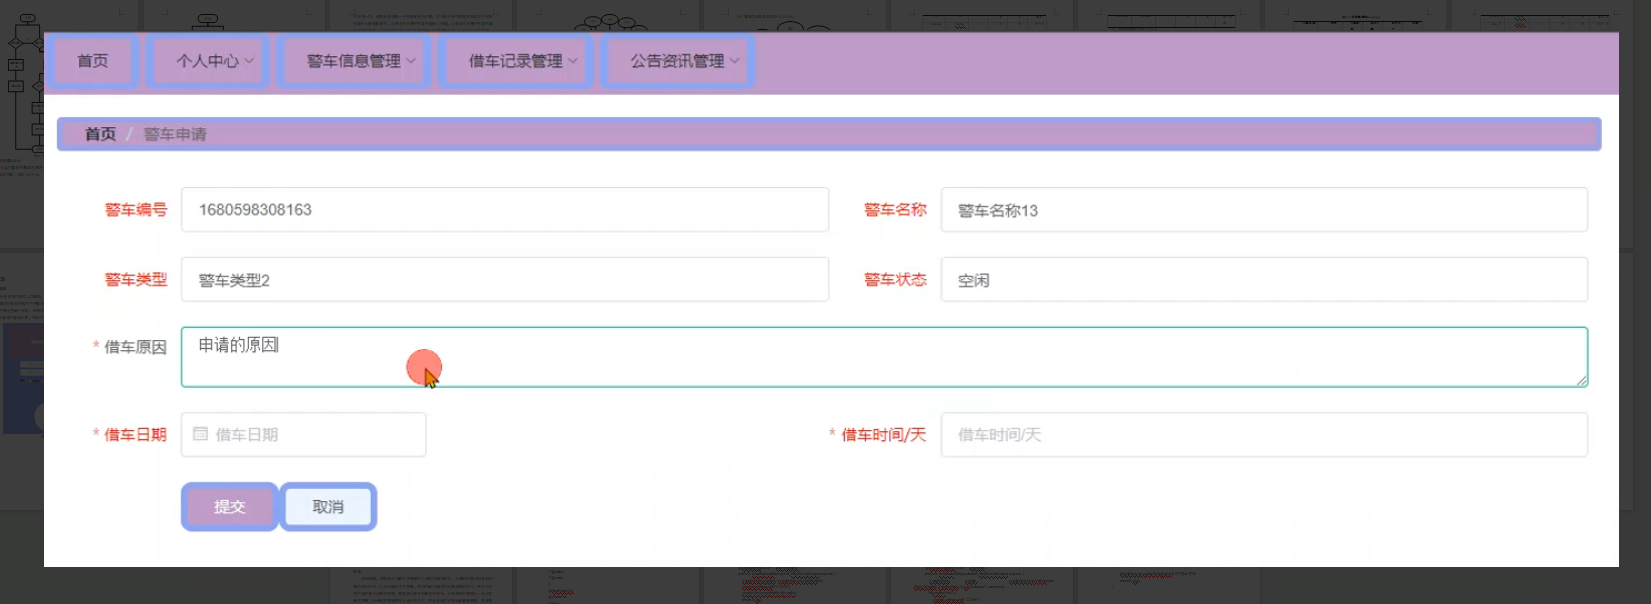 首页 个人中心 警车信息管理 借车记录管理 公告资讯管理
首页 / 警车申请
警车编号 1680598308163 警车名称 警车名称13
警车类型 警车类型2 警车状态 空闲
* 借车原因 申请的原因
* 借车日期 借车日期 * 借车时间/天 借车时间/天
提交 取消